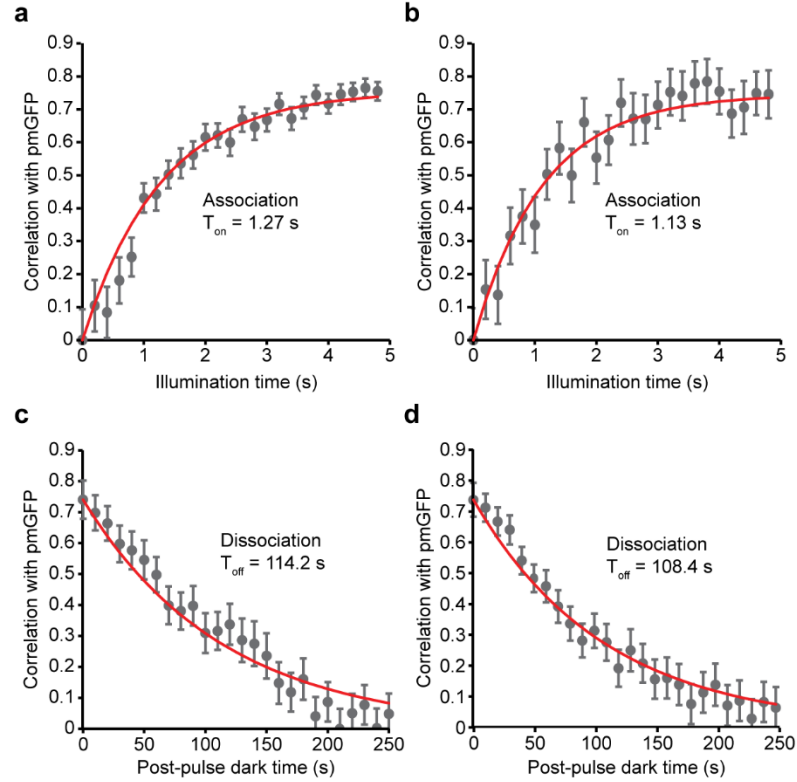 a
Correlation with pmGFP
0.9
0.8
0.7
0.6
0.5
0.4
0.3
0.2
0.1
0
Association
Ton = 1.27 s
0 1 2 3 4 5
Illumination time (s)
b
Correlation with pmGFP
0.9
0.8
0.7
0.6
0.5
0.4
0.3
0.2
0.1
0
Association
Ton = 1.13 s
0 1 2 3 4 5
Illumination time (s)
c
Correlation with pmGFP
0.9
0.8
0.7
0.6
0.5
0.4
0.3
0.2
0.1
0
Dissociation
Toff = 114.2 s
0 50 100 150 200 250
Post-pulse dark time (s)
d
Correlation with pmGFP
0.9
0.8
0.7
0.6
0.5
0.4
0.3
0.2
0.1
0
Dissociation
Toff = 108.4 s
0 50 100 150 200 250
Post-pulse dark time (s)